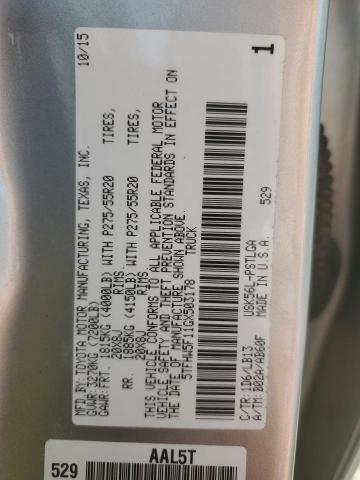 MFD.BY:TOYOTA MOTOR MANUFACTURING, TEXAS, INC. 10/15
GVWR:3270KG (7200LB)
GAWR:FRT. 1815KG (4000LB) WITH P275/55R20 TIRES,
20X8J RIMS.
RR. 1885KG (4150LB) WITH P275/55R20 TIRES,
20X8J RIMS.
THIS VEHICLE CONFORMS TO ALL APPLICABLE FEDERAL MOTOR
VEHICLE SAFETY AND THEFT PREVENTION STANDARDS IN EFFECT ON
THE DATE OF MANUFACTURE SHOWN ABOVE.
5TFHW5F11GX503178 TRUCK
1
C/TR:1D6/LB13 USK56L-PSTLGA 529
A/TM:B02A/AB60F MADE IN U.S.A.
529
AAL5T